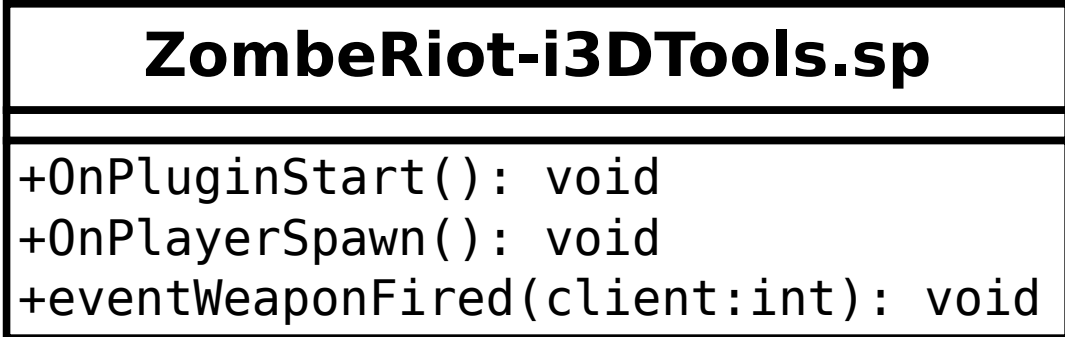 ZombeRiot-i3DTools.sp
+OnPluginStart(): void
+OnPlayerSpawn(): void
+eventWeaponFired(client:int): void